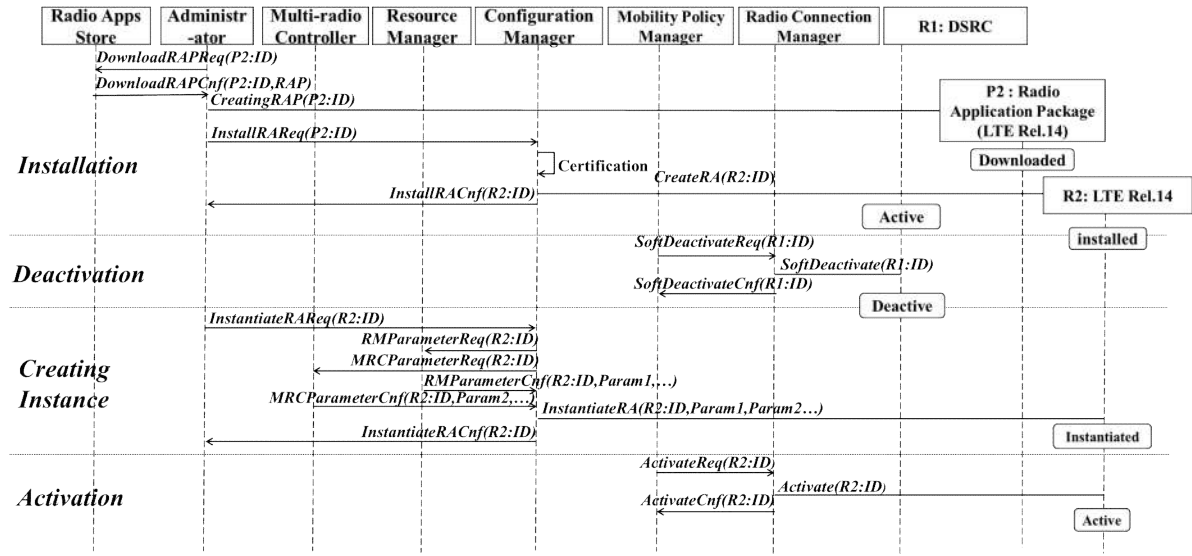 Radio Apps Store
Administr-ator
Multi-radio Controller
Resource Manager
Configuration Manager
Mobility Policy Manager
Radio Connection Manager
R1: DSRC
DownloadRAPReq(P2:ID)
DownloadRAPCnf(P2:ID,RAP)
CreatingRAP(P2:ID)
P2 : Radio
Application Package
(LTE Rel.14)
InstallRAReq(P2:ID)
Installation
Certification
Downloaded
CreateRA(R2:ID)
InstallRACnf(R2:ID)
R2: LTE Rel.14
Active
installed
SoftDeactivateReq(R1:ID)
Deactivation
SoftDeactivate(R1:ID)
SoftDeactivateCnf(R1:ID)
Deactive
InstantiateRAReq(R2:ID)
RMParameterReq(R2:ID)
MRCParameterReq(R2:ID)
Creating
Instance
RMParameterCnf(R2:ID,Param1,…)
MRCParameterCnf(R2:ID,Param2,…)
InstantiateRA(R2:ID,Param1,Param2…)
InstantiateRACnf(R2:ID)
Instantiated
ActivateReq(R2:ID)
Activation
Activate(R2:ID)
ActivateCnf(R2:ID)
Active